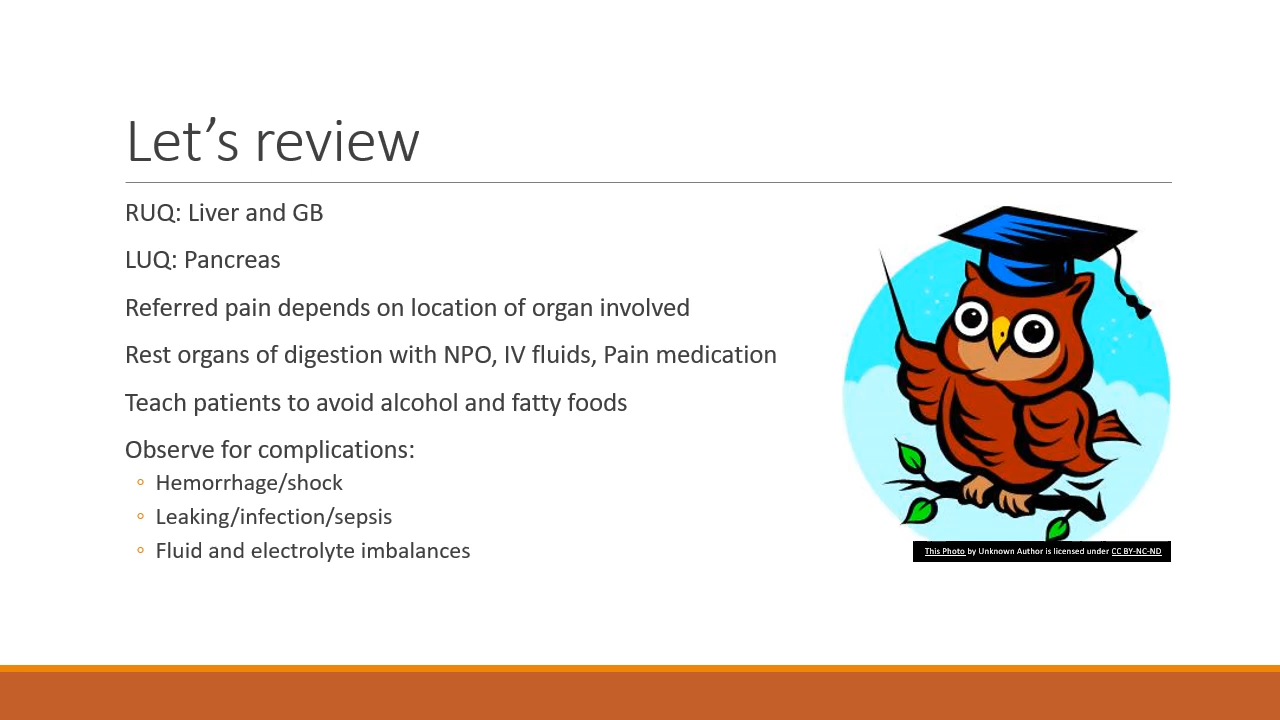 Let’s review
RUQ: Liver and GB
LUQ: Pancreas
Referred pain depends on location of organ involved
Rest organs of digestion with NPO, IV fluids, Pain medication
Teach patients to avoid alcohol and fatty foods
Observe for complications:
◦ Hemorrhage/shock
◦ Leaking/infection/sepsis
◦ Fluid and electrolyte imbalances
This Photo by Unknown Author is licensed under CC BY-NC-ND